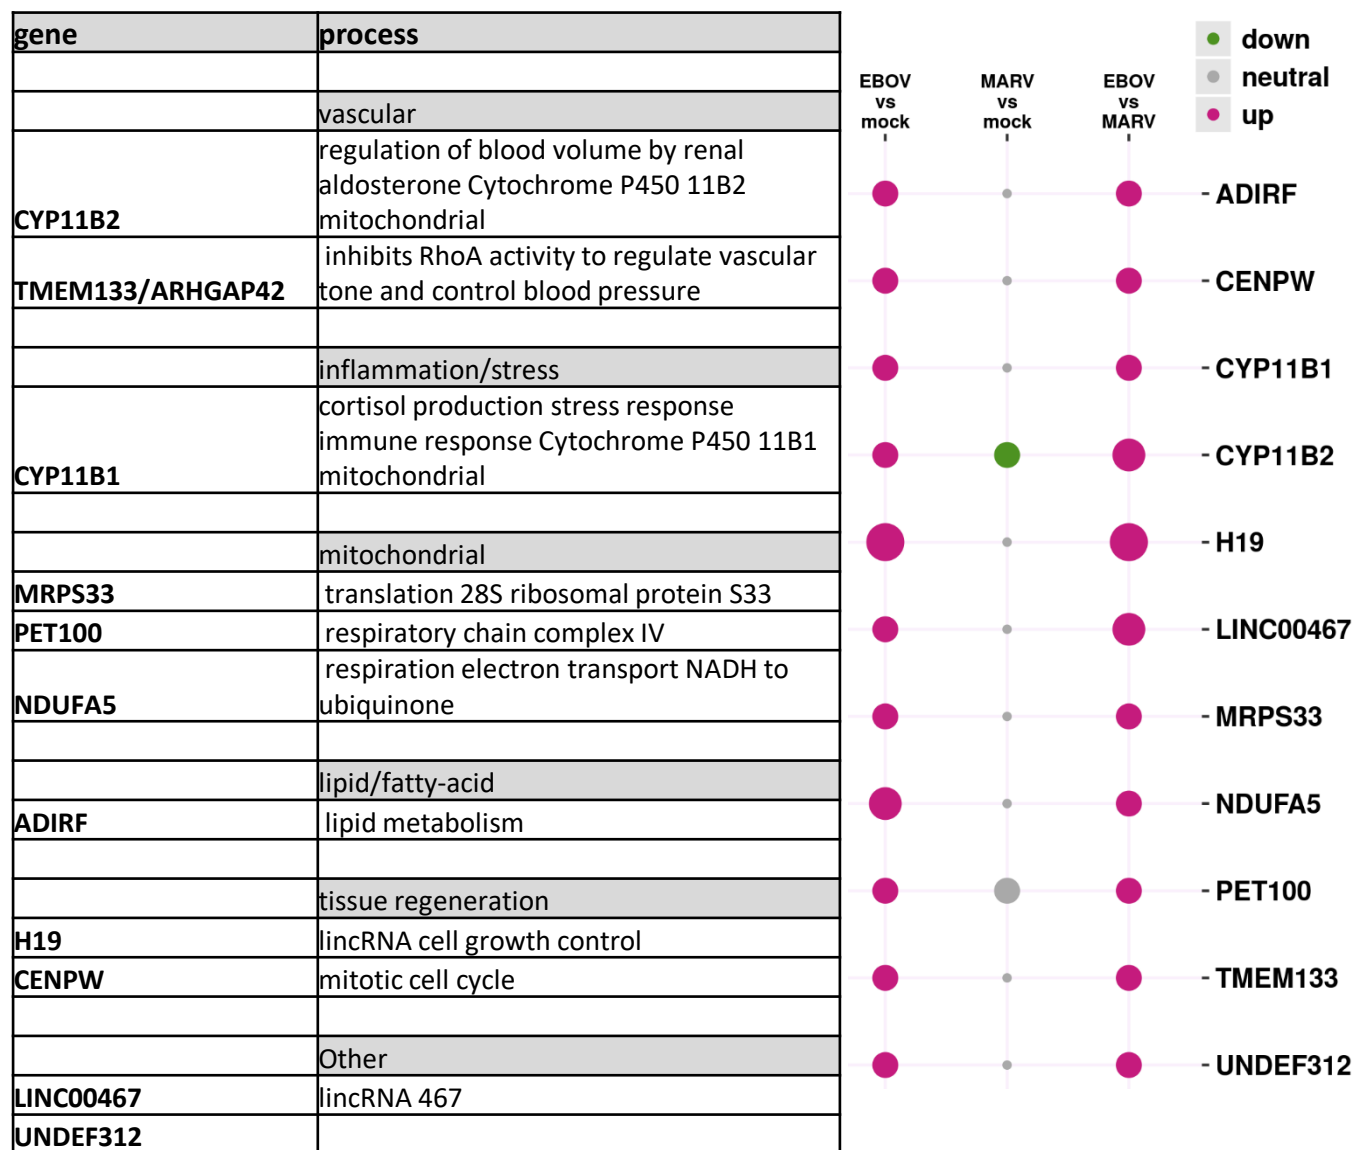 gene process
vascular
CYP11B2
regulation of blood volume by renal
aldosterone Cytochrome P450 11B2
mitochondrial
TMEM133/ARHGAP42
inhibits RhoA activity to regulate vascular
tone and control blood pressure
inflammation/stress
CYP11B1
cortisol production stress response
immune response Cytochrome P450 11B1
mitochondrial
mitochondrial
MRPS33 translation 28S ribosomal protein S33
PET100 respiratory chain complex IV
NDUFA5
respiration electron transport NADH to
ubiquinone
lipid/fatty-acid
ADIRF lipid metabolism
tissue regeneration
H19 lincRNA cell growth control
CENPW mitotic cell cycle
Other
LINC00467 lincRNA 467
UNDEF312
down
neutral
up
EBOV
vs
mock
MARV
vs
mock
EBOV
vs
MARV
ADIRF
CENPW
CYP11B1
CYP11B2
H19
LINC00467
MRPS33
NDUFA5
PET100
TMEM133
UNDEF312